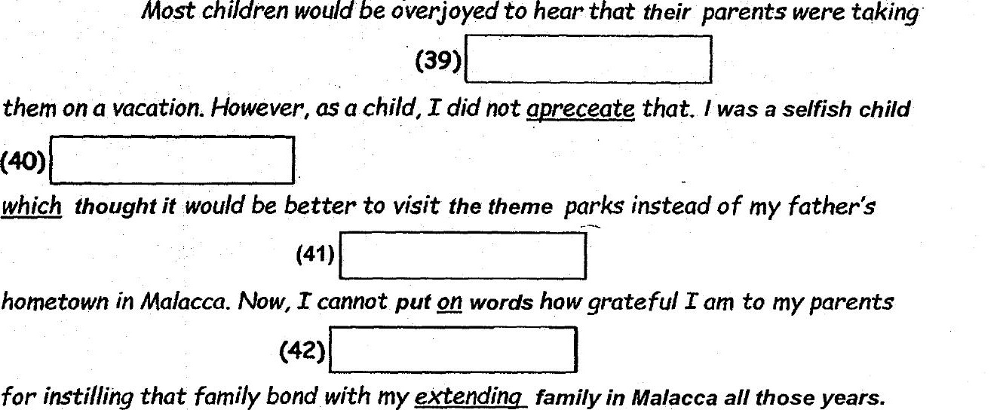 Most children would be overjoyed to hear that their parents were taking
(39)
them on a vacation. However, as a child, I did not apreceate that. I was a selfish child
(40)
which thought it would be better to visit the theme parks instead of my father's
(41)
hometown in Malacca. Now, I cannot put on words how grateful I am to my parents
(42)
for instilling that family bond with my extending family in Malacca all those years.